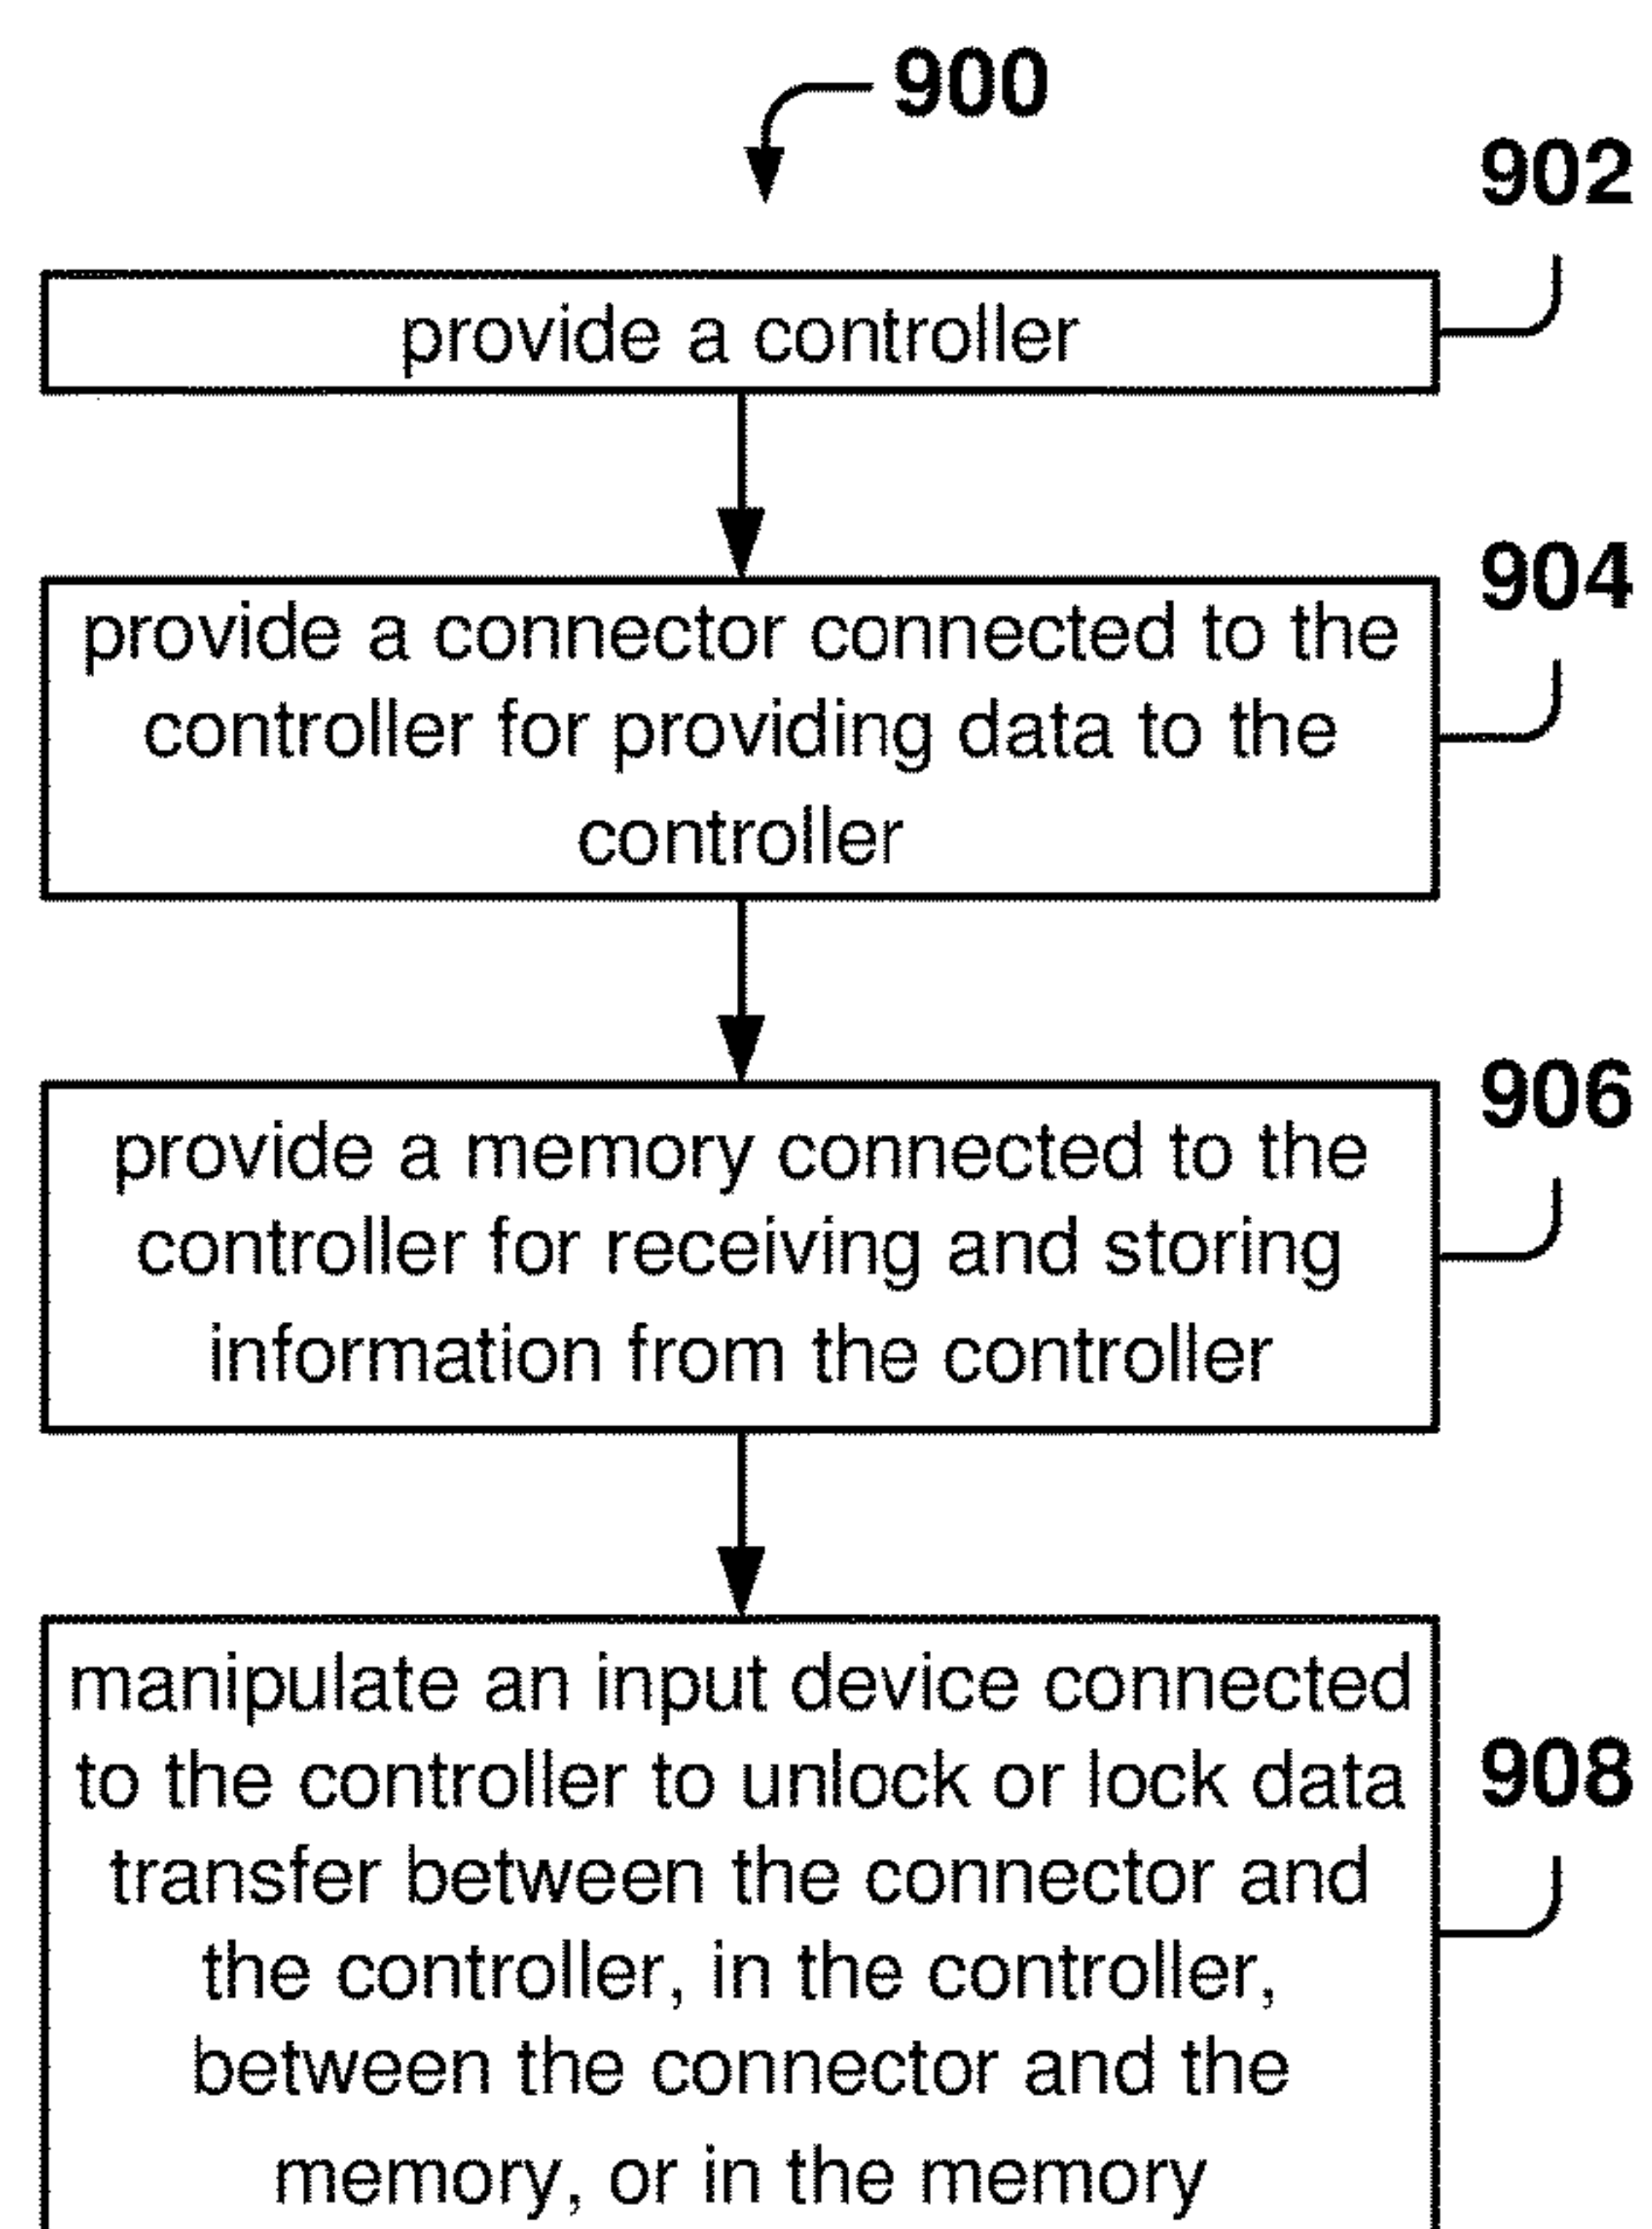 900
902
provide a controller
904
provide a connector connected to the
controller for providing data to the
controller
906
provide a memory connected to the
controller for receiving and storing
information from the controller
908
manipulate an input device connected
to the controller to unlock or lock data
transfer between the connector and
the controller, in the controller,
between the connector and the
memory, or in the memory